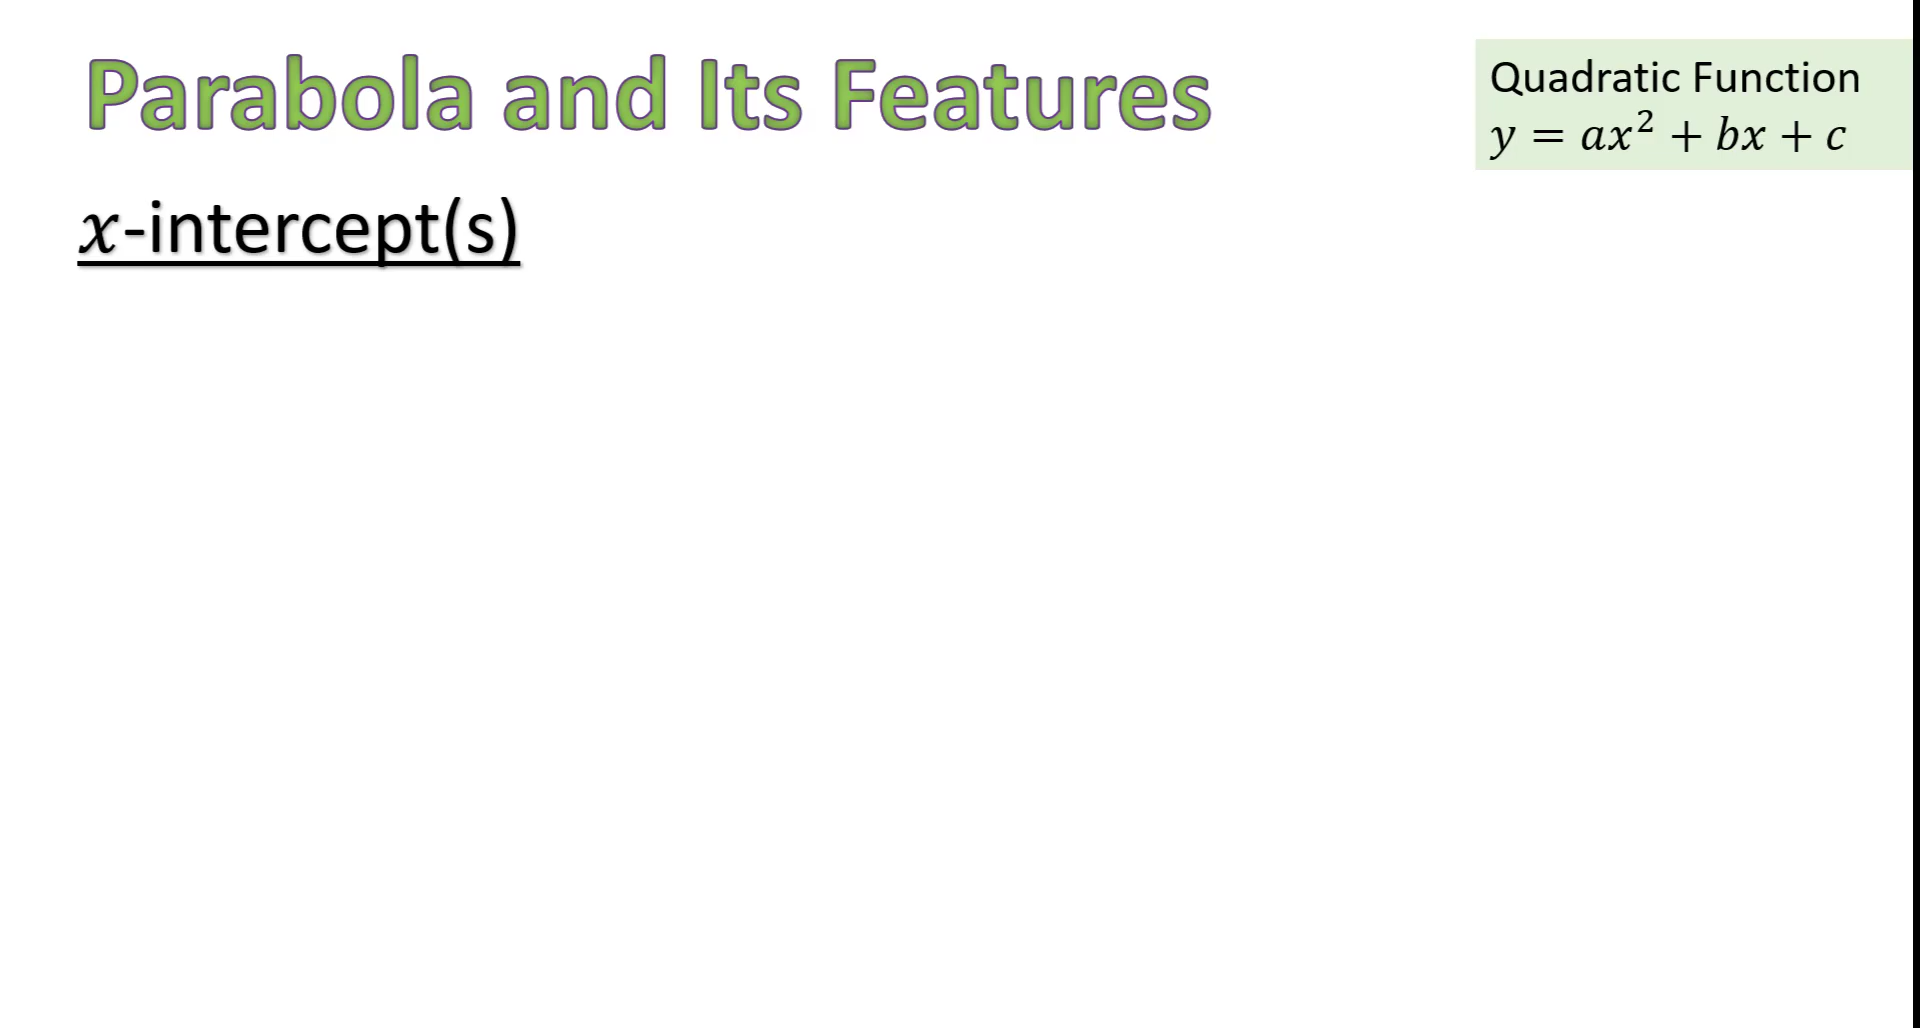 Parabola and Its Features
Quadratic Function
y = ax² + bx + c
x-intercept(s)